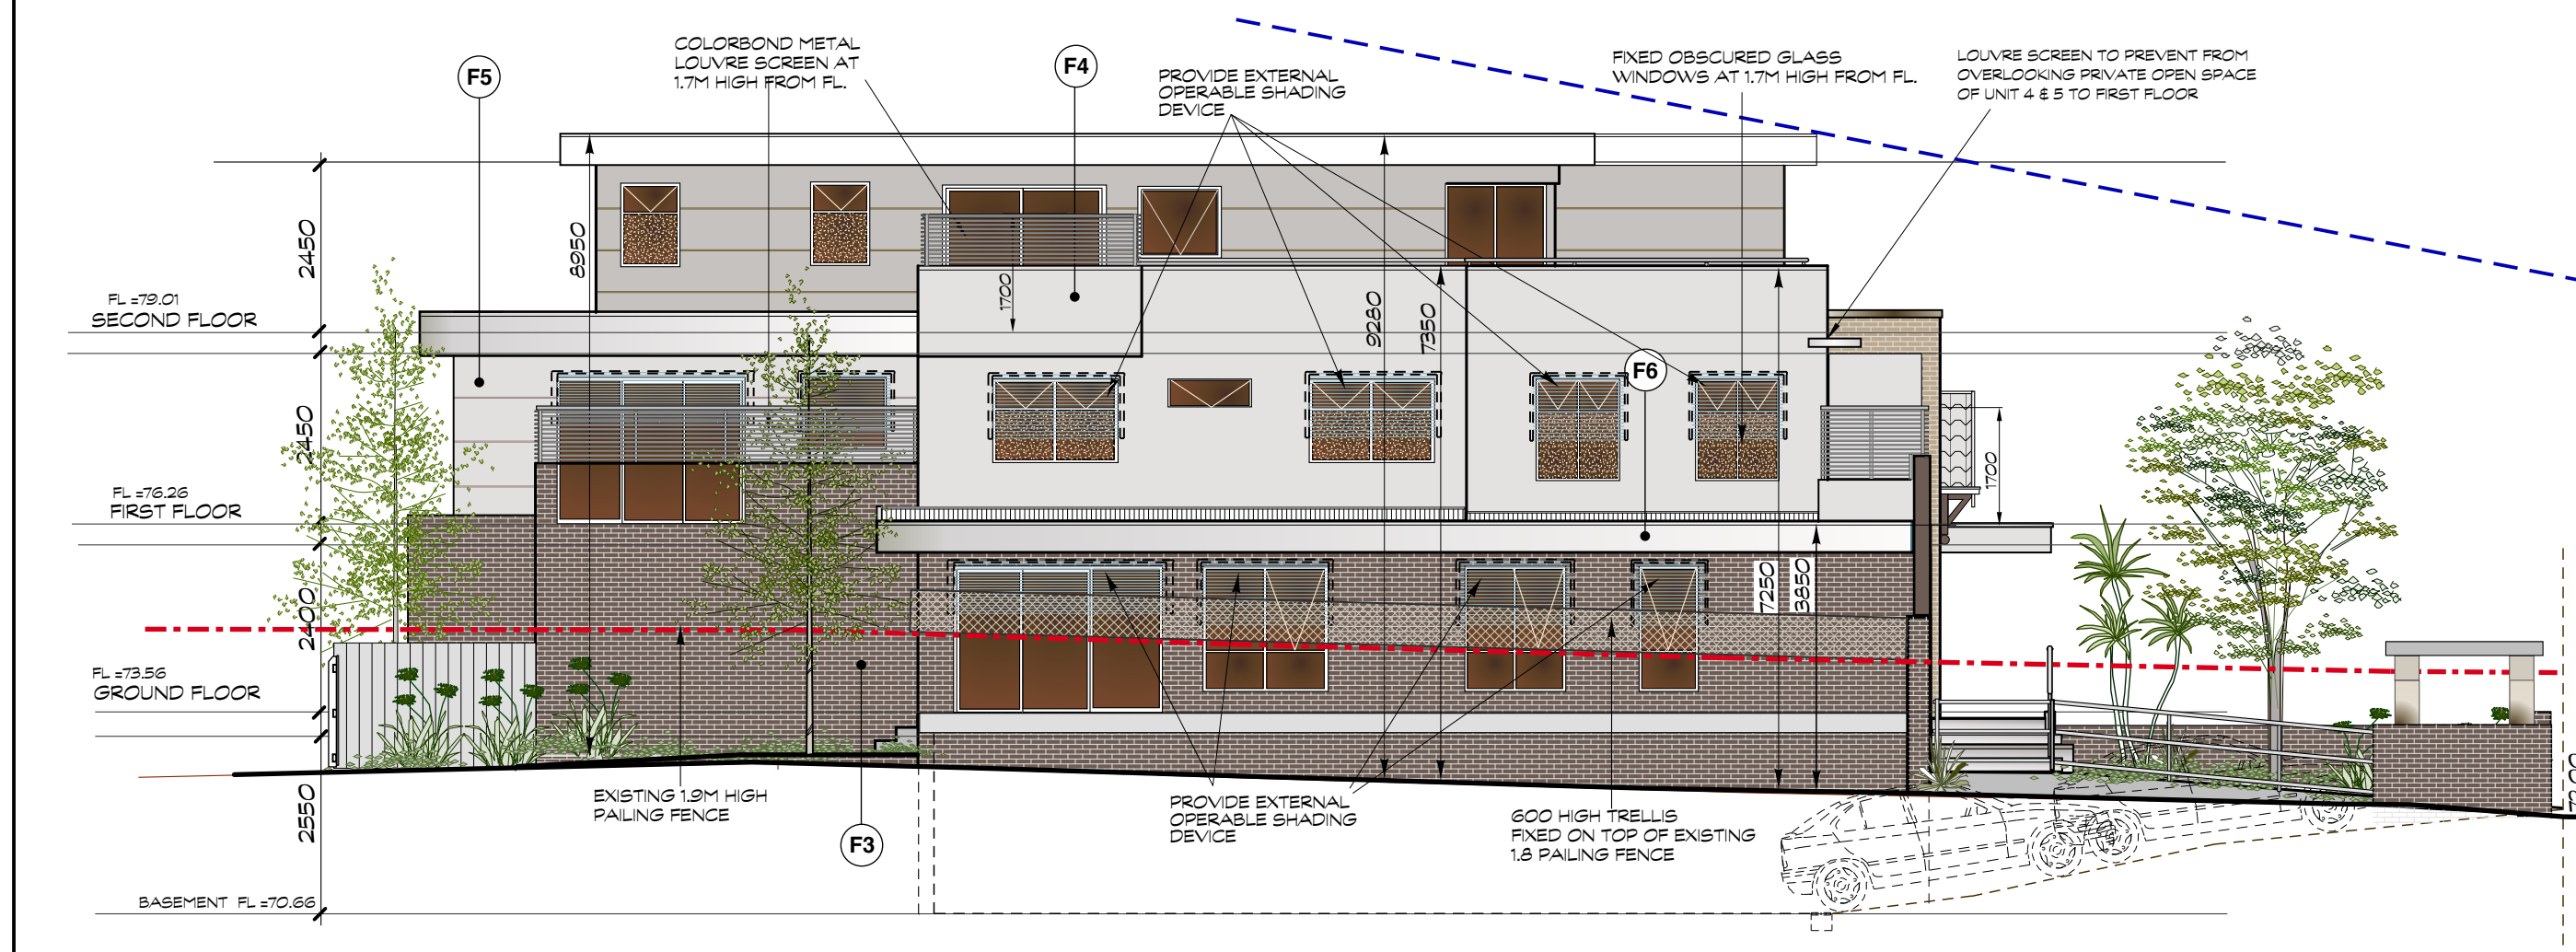 COLORBOND METAL
LOUVRE SCREEN AT
1.7M HIGH FROM FL.
F5
F4
PROVIDE EXTERNAL
OPERABLE SHADING
DEVICE
FIXED OBSCURED GLASS
WINDOWS AT 1.7M HIGH FROM FL.
LOUVRE SCREEN TO PREVENT FROM
OVERLOOKING PRIVATE OPEN SPACE
OF UNIT 4 & 5 TO FIRST FLOOR
2450
8950
1700
9280
7350
FL =79.01
SECOND FLOOR
F6
2450
1700
FL =76.26
FIRST FLOOR
2400
7250
3850
FL =73.56
GROUND FLOOR
2550
EXISTING 1.9M HIGH
PAILING FENCE
F3
PROVIDE EXTERNAL
OPERABLE SHADING
DEVICE
600 HIGH TRELLIS
FIXED ON TOP OF EXISTING
1.8 PAILING FENCE
BASEMENT FL =70.66